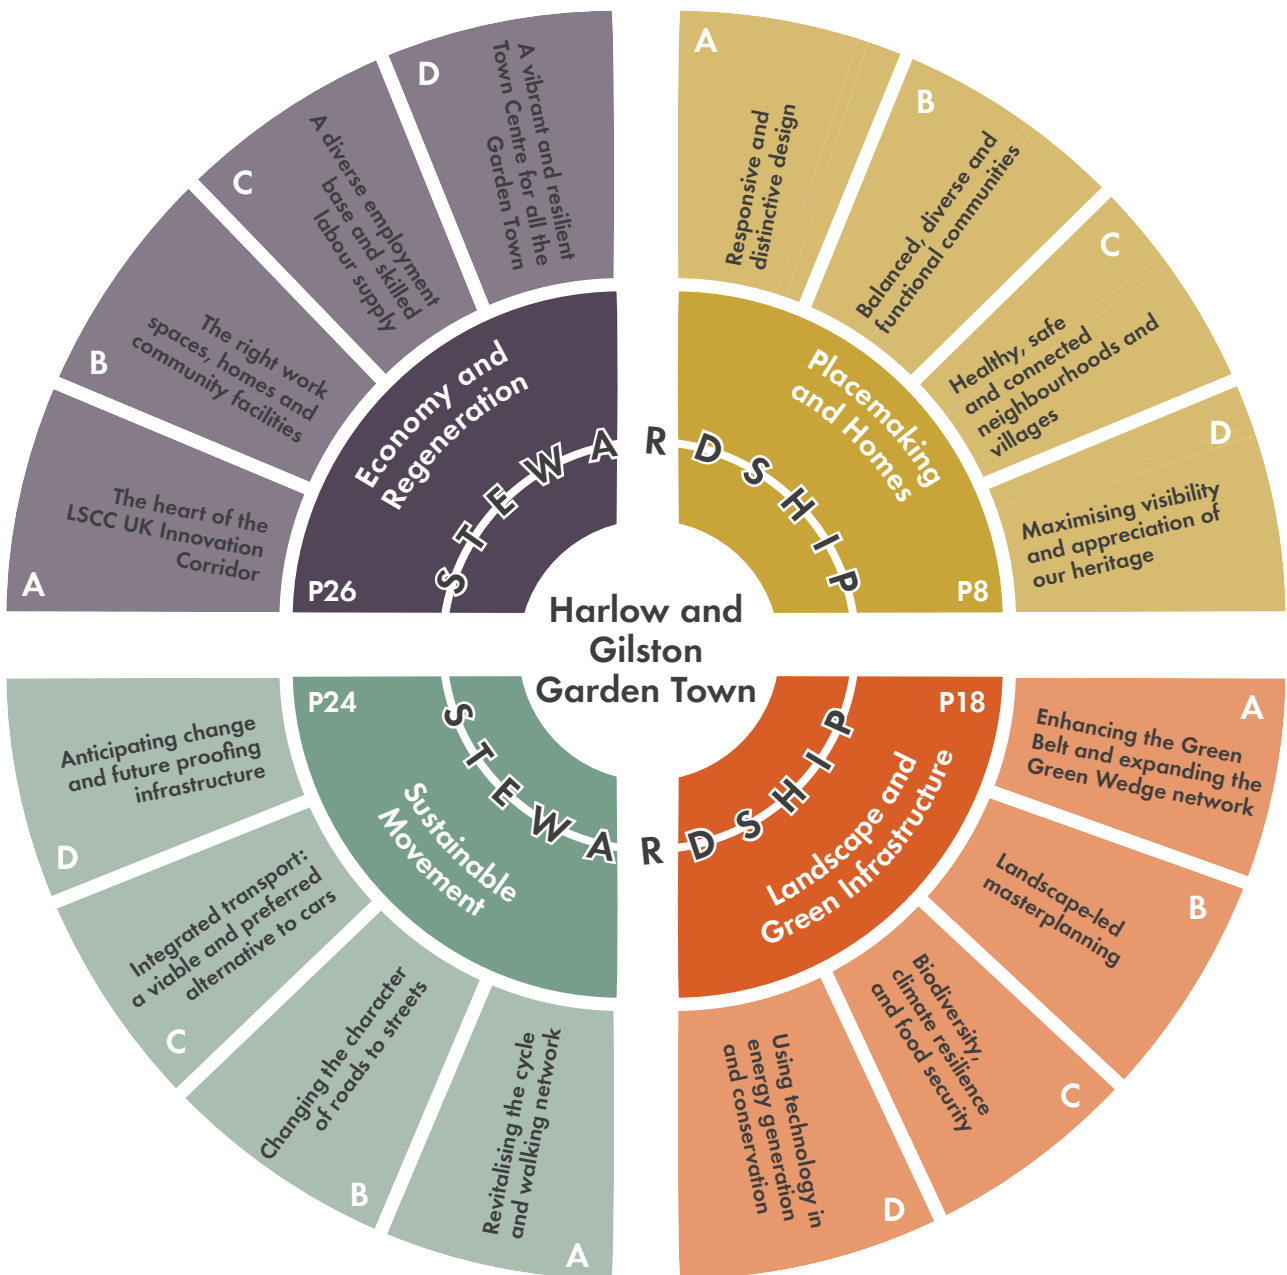 Harlow and
Gilston
Garden Town
STEWARDSHIP
STEWARDSHIP
Placemaking
and Homes
P8
A
Responsive and
distinctive design
B
Balanced, diverse and
functional communities
C
Healthy, safe
and connected
neighbourhoods and
villages
D
Maximising visibility
and appreciation of
our heritage
Landscape and
Green Infrastructure
P18
A
Enhancing the Green
Belt and expanding the
Green Wedge network
B
Landscape-led
masterplanning
C
Biodiversity,
climate resilience
and food security
D
Using technology in
energy generation
and conservation
Sustainable
Movement
P24
A
Revitalising the cycle
and walking network
B
Changing the character
of roads to streets
C
Integrated transport:
a viable and preferred
alternative to cars
D
Anticipating change
and future proofing
infrastructure
Economy and
Regeneration
P26
A
The heart of the
LSCC UK Innovation
Corridor
B
The right work
spaces, homes and
community facilities
C
A diverse employment
base and skilled
labour supply
D
A vibrant and resilient
Town Centre for all the
Garden Town